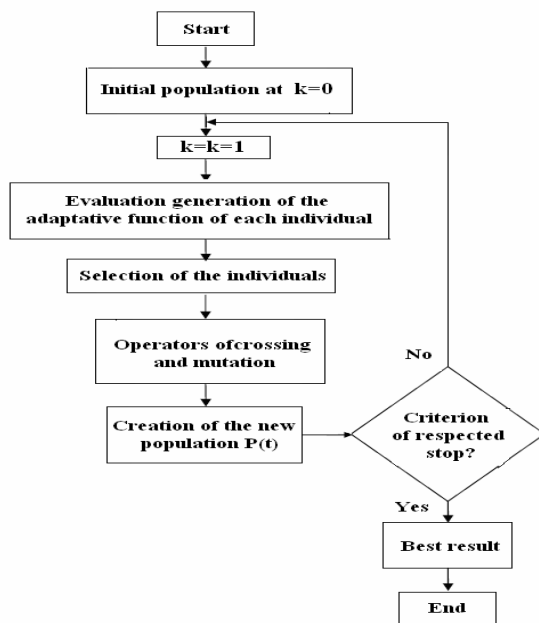 Start
Initial population at k=0
k=k=1
Evaluation generation of the
adaptative function of each individual
Selection of the individuals
Operators ofcrossing
and mutation
Creation of the new
population P(t)
No
Criterion
of respected
stop?
Yes
Best result
End